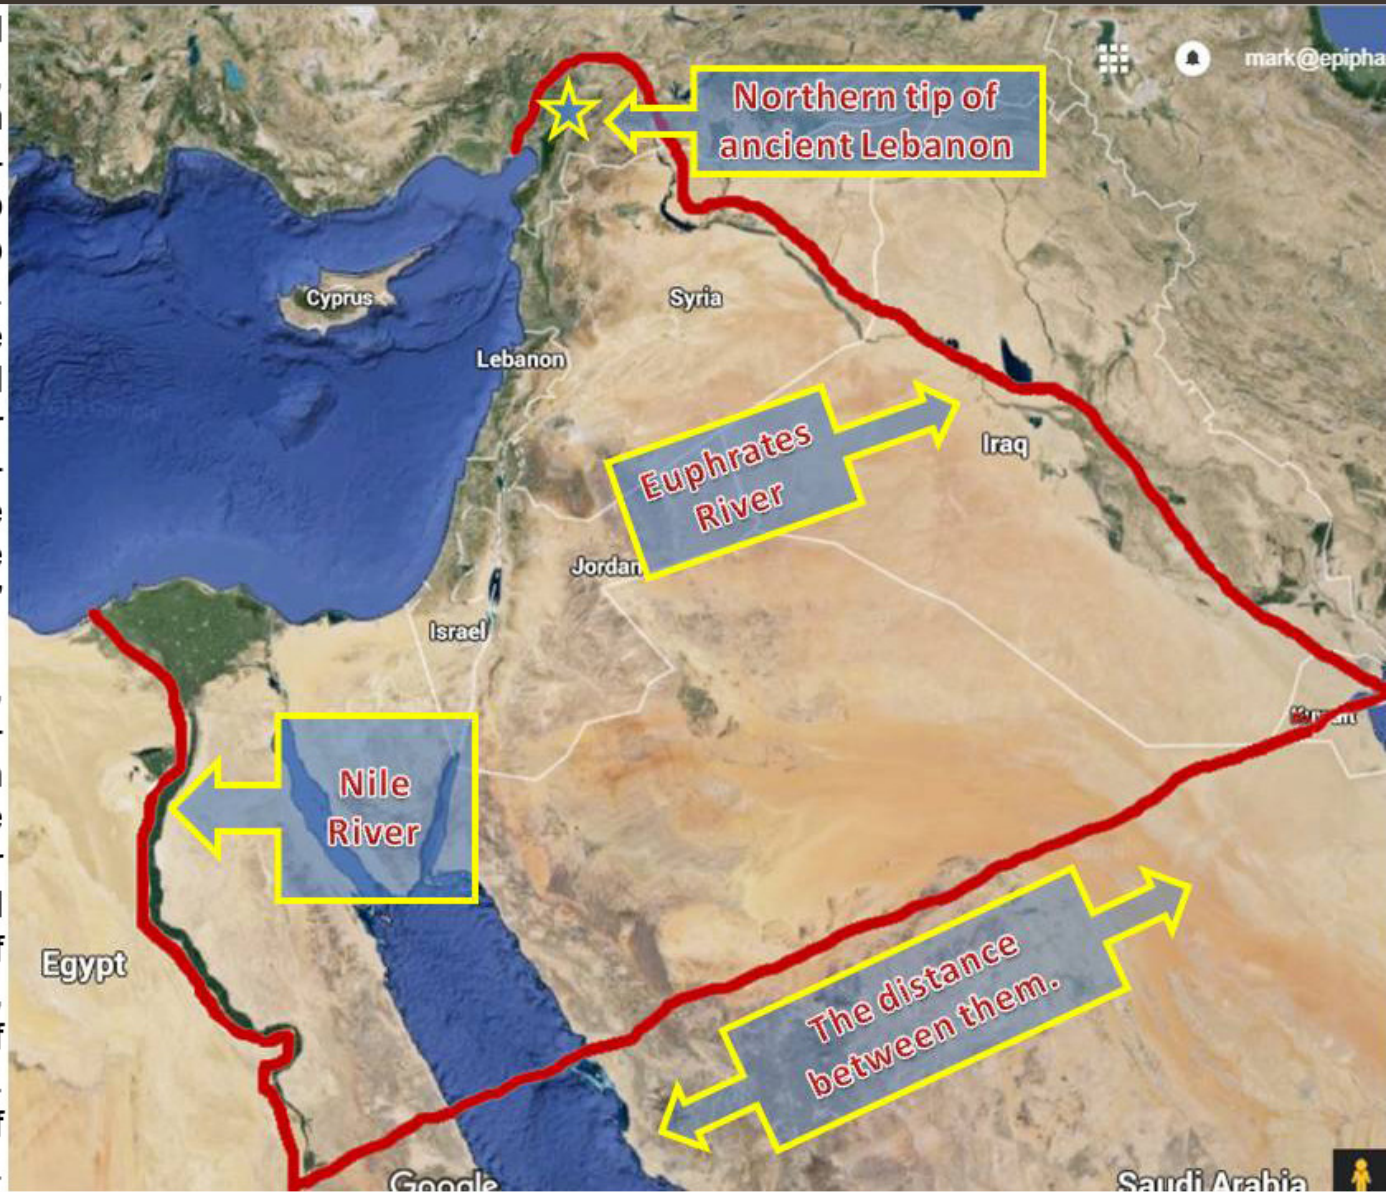 mark@epipha
Northern tip of
ancient Lebanon
Cyprus
Syria
Lebanon
Euphrates
River
Iraq
Jordan
Israel
Kuwait
Nile
River
Egypt
The distance
between them.
Google
Saudi Arabia